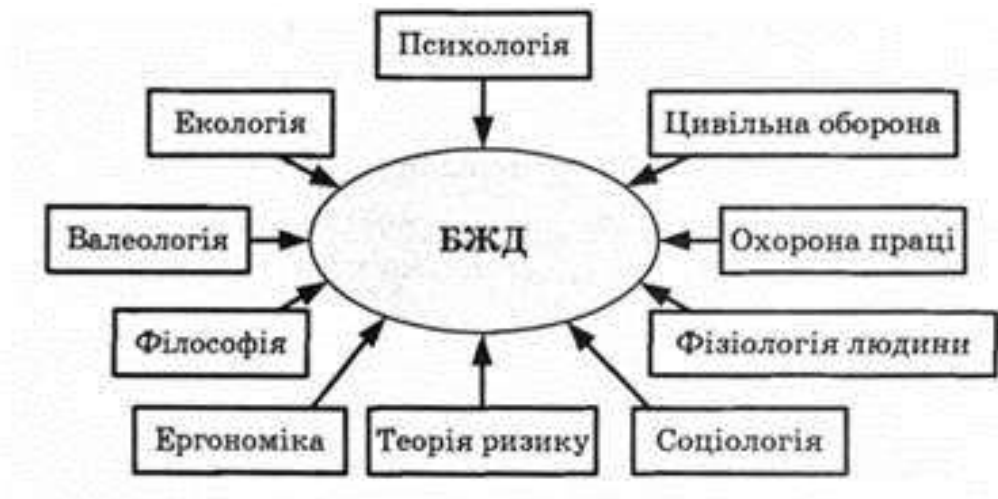 Психологія
Екологія
Цивільна оборона
Валеологія
БЖД
Охорона праці
Філософія
Фізіологія людини
Ергономіка
Теорія ризику
Соціологія